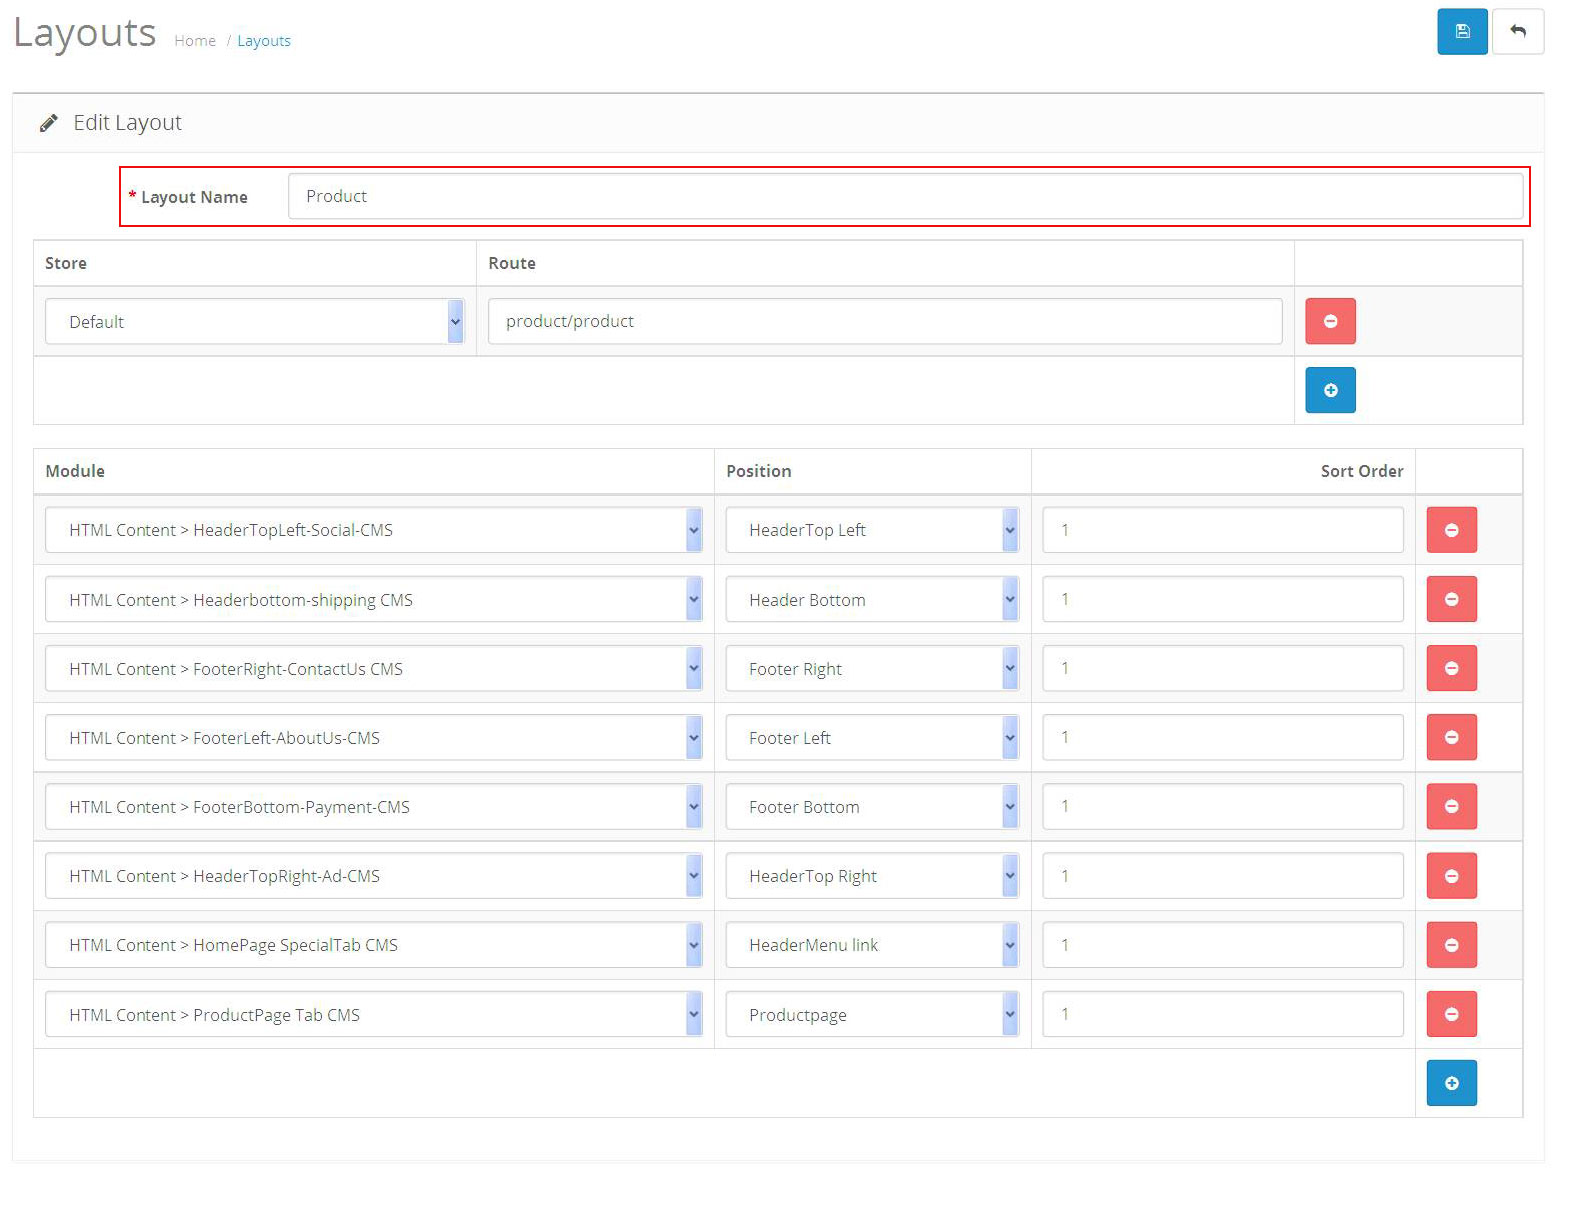 Layouts Home / Layouts
Edit Layout
* Layout Name Product
Store Route
Default product/product
Module Position Sort Order
HTML Content > HeaderTopLeft-Social-CMS HeaderTop Left 1
HTML Content > Headerbottom-shipping CMS Header Bottom 1
HTML Content > FooterRight-ContactUs CMS Footer Right 1
HTML Content > FooterLeft-AboutUs-CMS Footer Left 1
HTML Content > FooterBottom-Payment-CMS Footer Bottom 1
HTML Content > HeaderTopRight-Ad-CMS HeaderTop Right 1
HTML Content > HomePage SpecialTab CMS HeaderMenu link 1
HTML Content > ProductPage Tab CMS Productpage 1